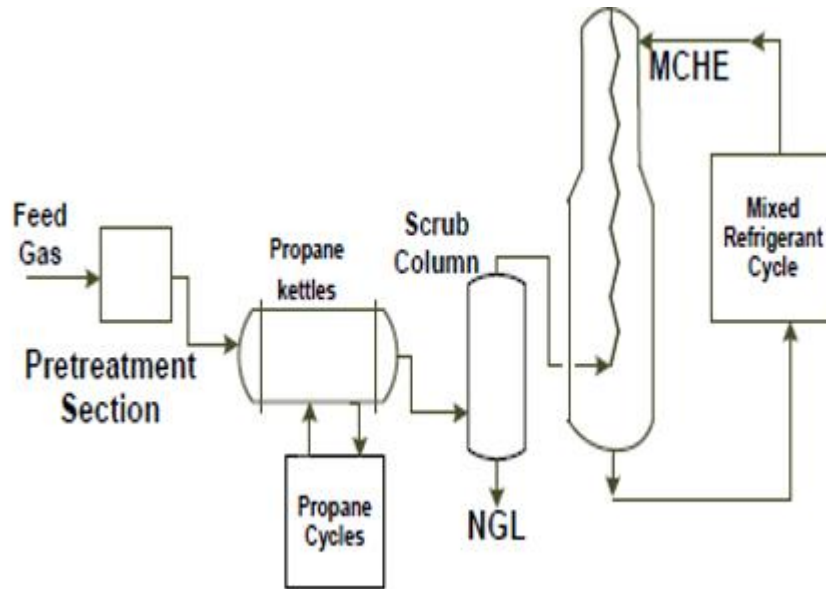 Feed
Gas
Pretreatment
Section
Propane
kettles
Propane
Cycles
Scrub
Column
NGL
MCHE
Mixed
Refrigerant
Cycle